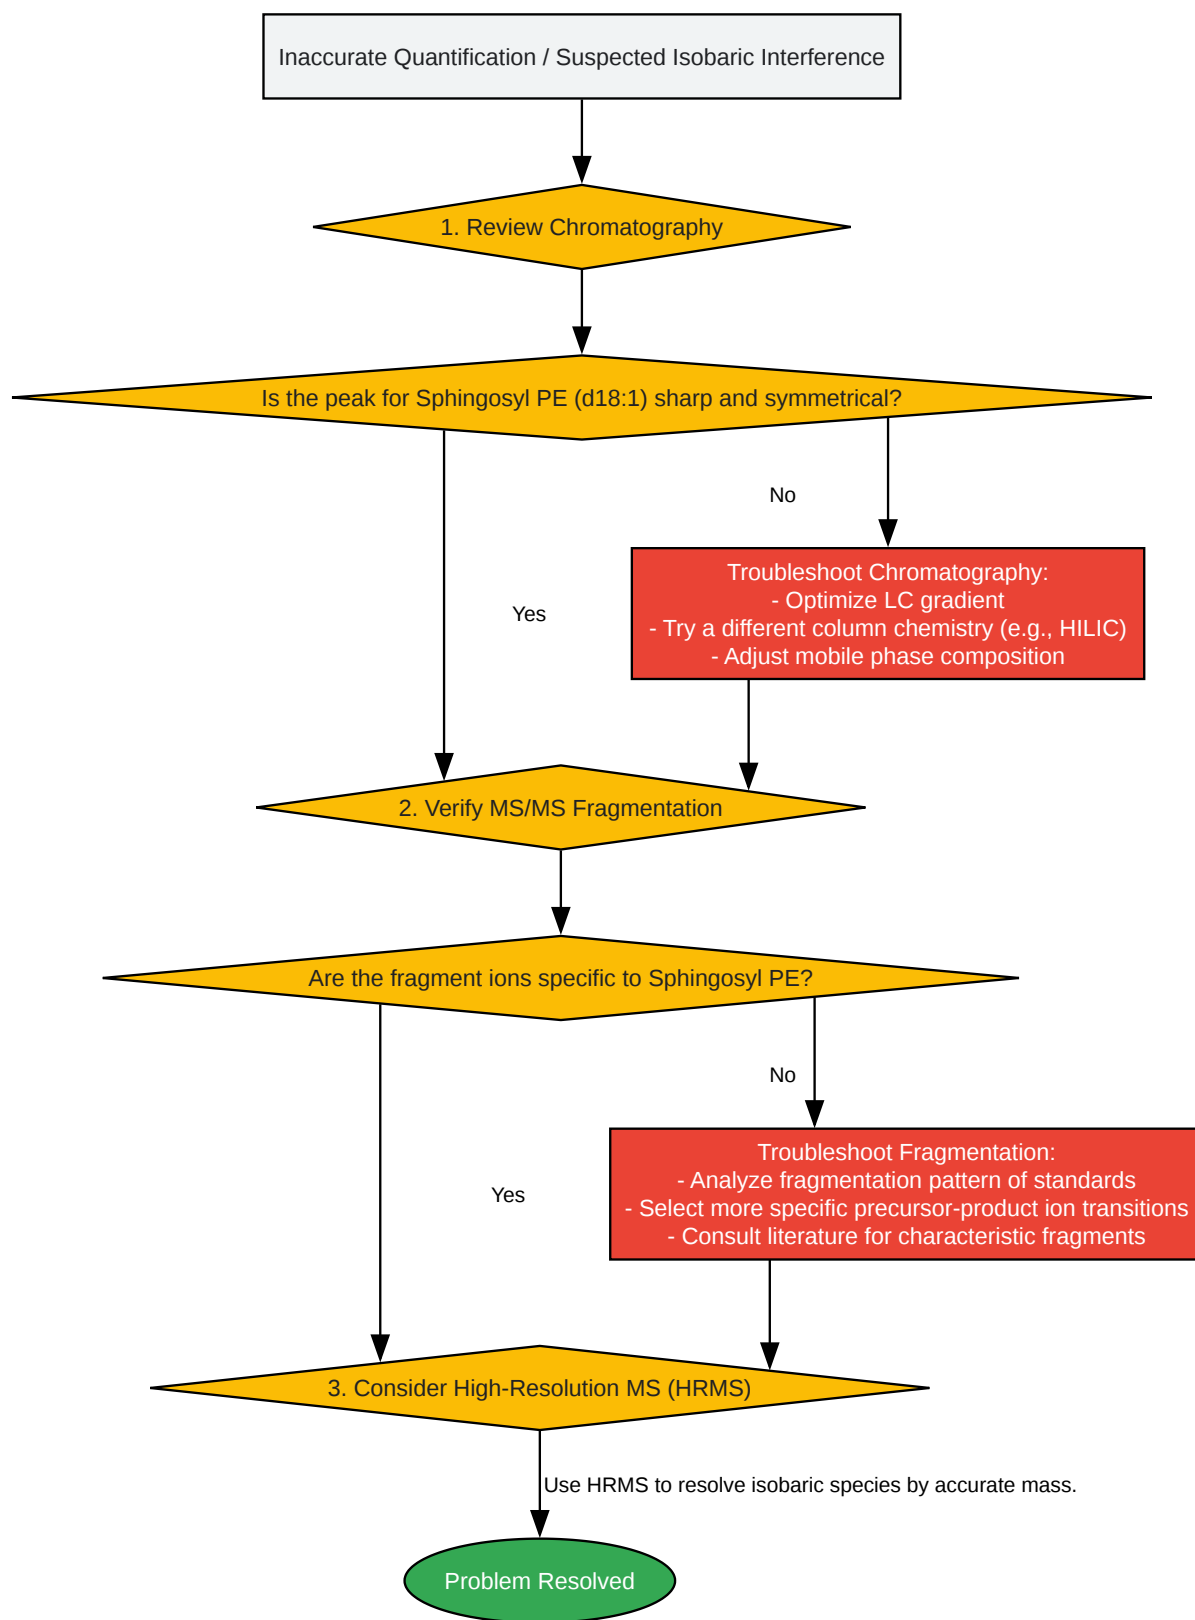 Inaccurate Quantification / Suspected Isobaric Interference
1. Review Chromatography
Is the peak for Sphingosyl PE (d18:1) sharp and symmetrical?
No
Troubleshoot Chromatography:
- Optimize LC gradient
- Try a different column chemistry (e.g., HILIC)
- Adjust mobile phase composition
Yes
2. Verify MS/MS Fragmentation
Are the fragment ions specific to Sphingosyl PE?
No
Troubleshoot Fragmentation:
- Analyze fragmentation pattern of standards
- Select more specific precursor-product ion transitions
- Consult literature for characteristic fragments
Yes
3. Consider High-Resolution MS (HRMS)
Use HRMS to resolve isobaric species by accurate mass.
Problem Resolved